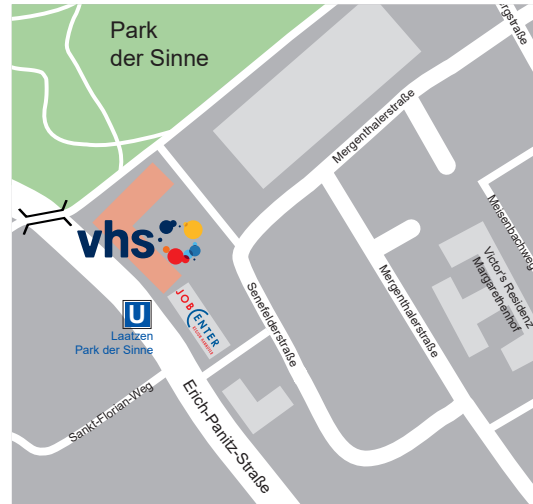 Park
der Sinne
Mergenthalerstraße
Meisenbachweg
vhs
Victor's Residenz
Margarethenhof
Mergenthalerstraße
U
JOBCENTER
Senefelderstraße
Laatzen
Park der Sinne
Sankt-Florian-Weg
Erich-Panitz-Straße